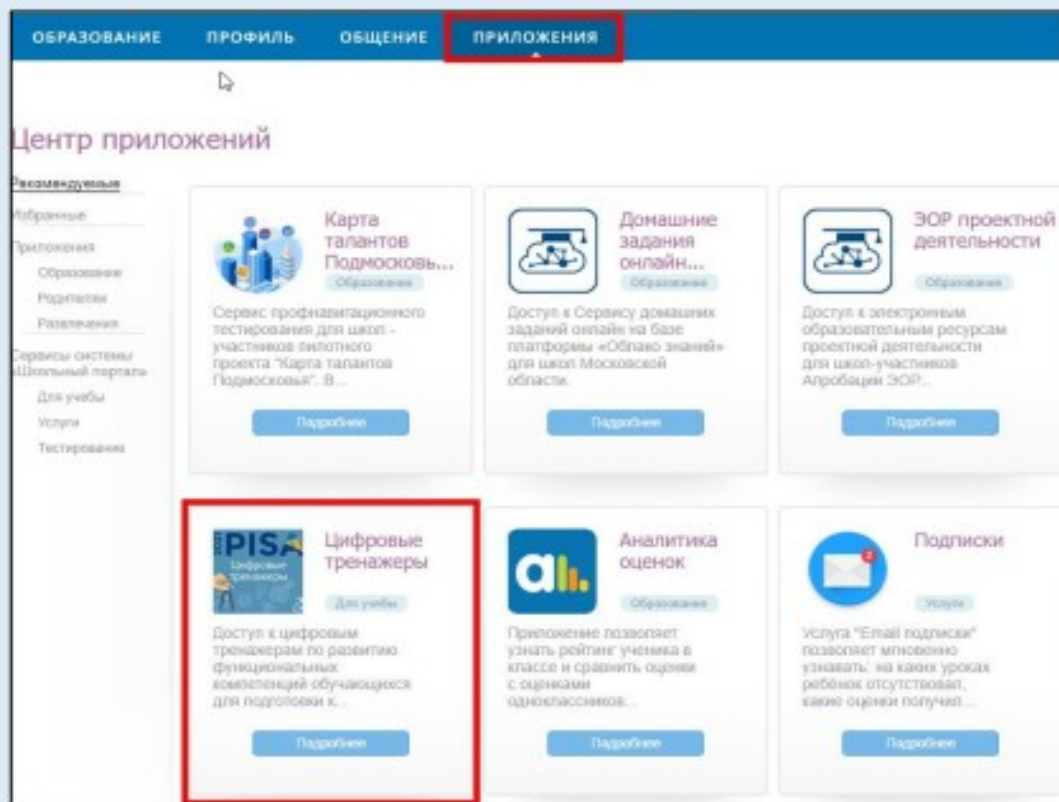 ОБРАЗОВАНИЕ ПРОФИЛЬ ОБЩЕНИЕ ПРИЛОЖЕНИЯ
Центр приложений
Рекомендуемые
Избранные
Приложения
Образование
Родителям
Развлечения
Сервисы системы
«Школьный портал»
Для учебы
Услуги
Тестирование
Карта
талантов
Подмосковь...
Образование
Сервис профнавигационного
тестирования для школ -
участников пилотного
проекта "Карта талантов
Подмосковья". В...
Подробнее
Домашние
задания
онлайн...
Образование
Доступ к Сервису домашних
заданий онлайн на базе
платформы «Облако знаний»
для школ Московской
области.
Подробнее
ЭОР проектной
деятельности
Образование
Доступ к электронным
образовательным ресурсам
проектной деятельности
для школ-участников
Апробации ЭОР...
Подробнее
2021
PISA
Цифровые
тренажеры
Цифровые
тренажеры
Для учебы
Доступ к цифровым
тренажерам по развитию
функциональных
компетенций обучающихся
для подготовки к...
Подробнее
Аналитика
оценок
Образование
Приложение позволяет
узнать рейтинг ученика в
классе и сравнить оценки
с оценками
одноклассников...
Подробнее
2
Подписки
Услуги
Услуга "Email подписки"
позволяет мгновенно
узнавать: на каких уроках
ребёнок отсутствовал,
какие оценки получил...
Подробнее